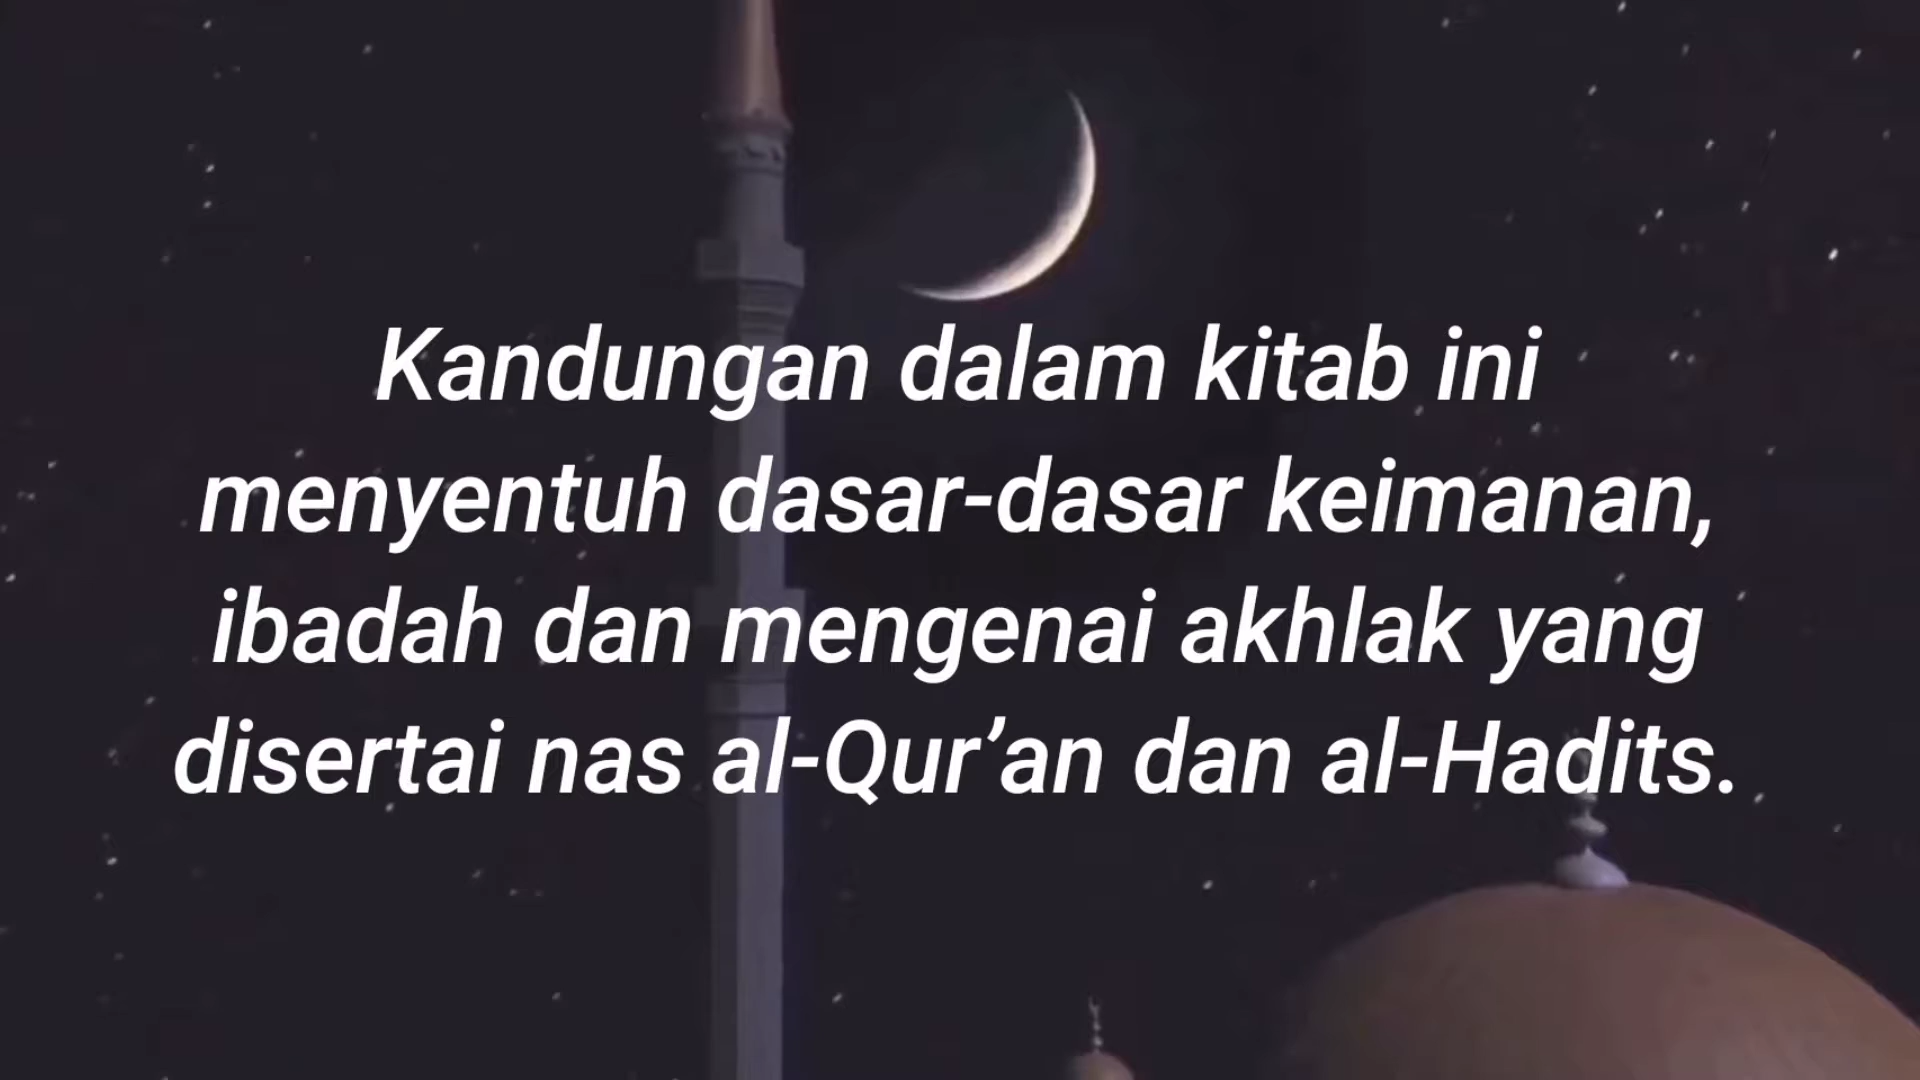 Kandungan dalam kitab ini
menyentuh dasar-dasar keimanan,
ibadah dan mengenai akhlak yang
disertai nas al-Qur’an dan al-Hadits.